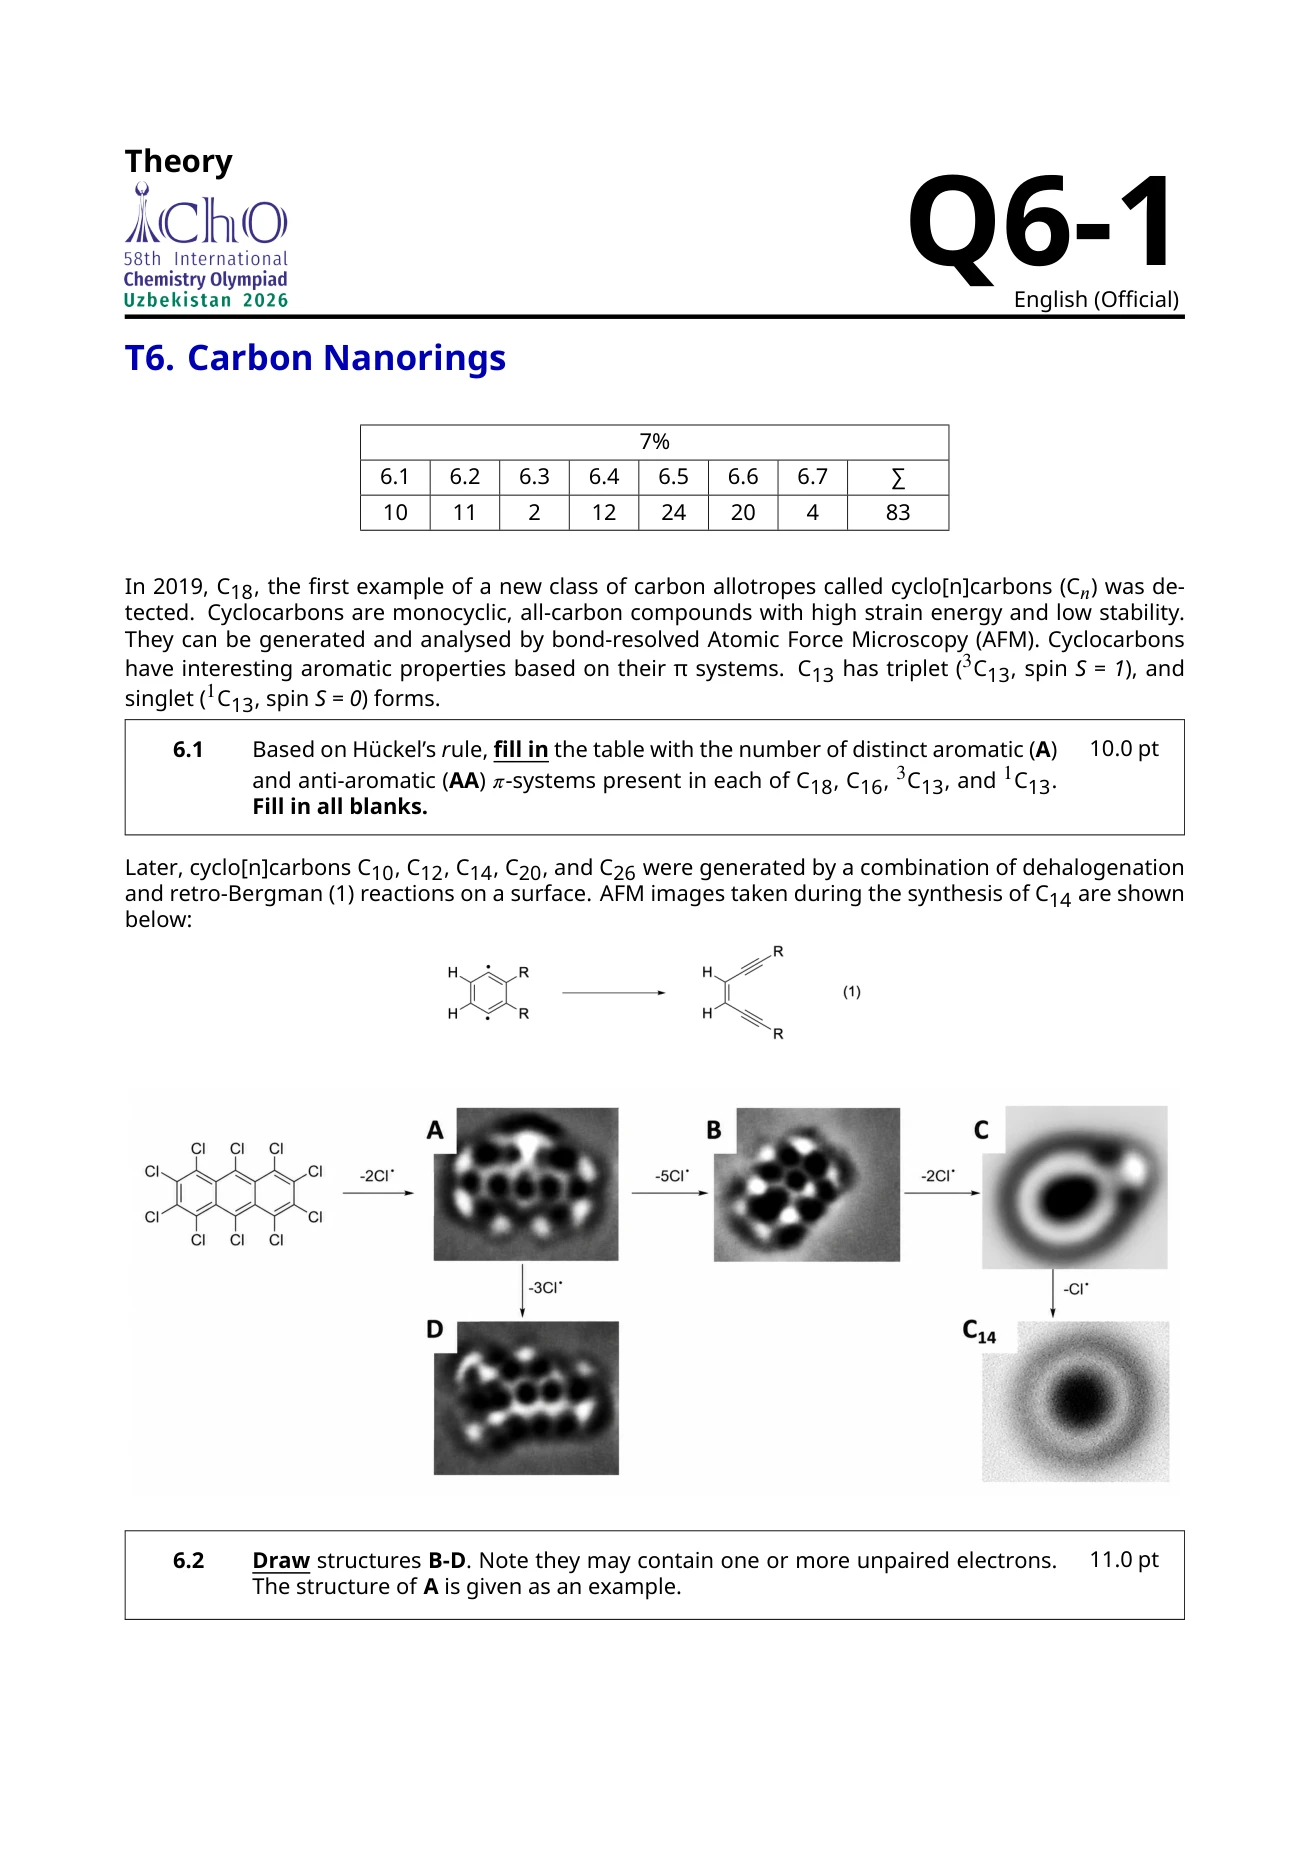 Theory
IChO
58th International
Chemistry Olympiad
Uzbekistan 2026
Q6-1
English (Official)
T6. Carbon Nanorings
7%
6.1 6.2 6.3 6.4 6.5 6.6 6.7 ∑
10 11 2 12 24 20 4 83
In 2019, C18, the first example of a new class of carbon allotropes called cyclo[n]carbons (Cn) was de-
tected. Cyclocarbons are monocyclic, all-carbon compounds with high strain energy and low stability.
They can be generated and analysed by bond-resolved Atomic Force Microscopy (AFM). Cyclocarbons
have interesting aromatic properties based on their π systems. C13 has triplet (³C13, spin S = 1), and
singlet (¹C13, spin S = 0) forms.
6.1 Based on Hückel's rule, fill in the table with the number of distinct aromatic (A) 10.0 pt
and anti-aromatic (AA) π-systems present in each of C18, C16, ³C13, and ¹C13.
Fill in all blanks.
Later, cyclo[n]carbons C10, C12, C14, C20, and C26 were generated by a combination of dehalogenation
and retro-Bergman (1) reactions on a surface. AFM images taken during the synthesis of C14 are shown
below:
R
H • R H
(1)
H • R H
R
A B C
Cl Cl Cl
Cl Cl -2Cl• -5Cl• -2Cl•
Cl Cl
Cl Cl Cl
-3Cl• -Cl•
D C14
6.2 Draw structures B-D. Note they may contain one or more unpaired electrons. 11.0 pt
The structure of A is given as an example.